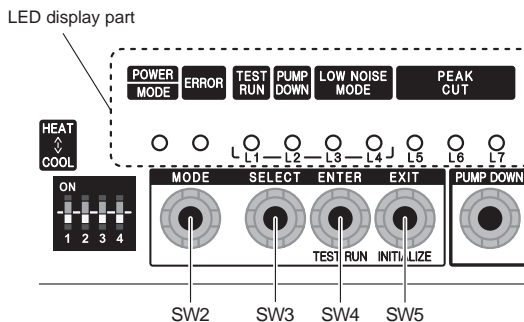 LED display part
POWER MODE ERROR TEST RUN PUMP DOWN LOW NOISE MODE PEAK CUT
HEAT COOL
L1 L2 L3 L4 L5 L6 L7
MODE SELECT ENTER EXIT PUMP DOWN
ON
1 2 3 4
TEST RUN INITIALIZE
SW2 SW3 SW4 SW5